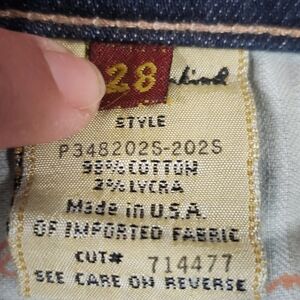 28
STYLE
P348202S-202S
98% COTTON
2% LYCRA
Made in U.S.A.
OF IMPORTED FABRIC
CUT# 714477
SEE CARE ON REVERSE